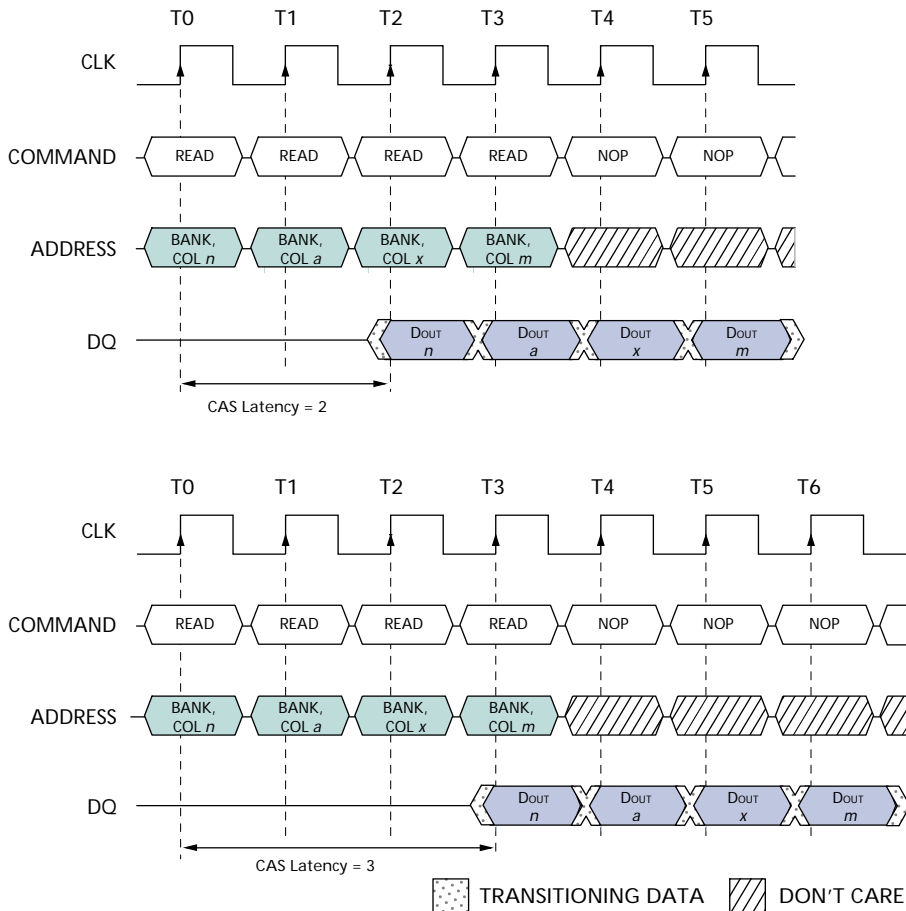 T0 T1 T2 T3 T4 T5
CLK
COMMAND READ READ READ READ NOP NOP
ADDRESS BANK, COL n BANK, COL a BANK, COL x BANK, COL m
DQ DOUT n DOUT a DOUT x DOUT m
CAS Latency = 2
T0 T1 T2 T3 T4 T5 T6
CLK
COMMAND READ READ READ READ NOP NOP NOP
ADDRESS BANK, COL n BANK, COL a BANK, COL x BANK, COL m
DQ DOUT n DOUT a DOUT x DOUT m
CAS Latency = 3
TRANSITIONING DATA DON'T CARE